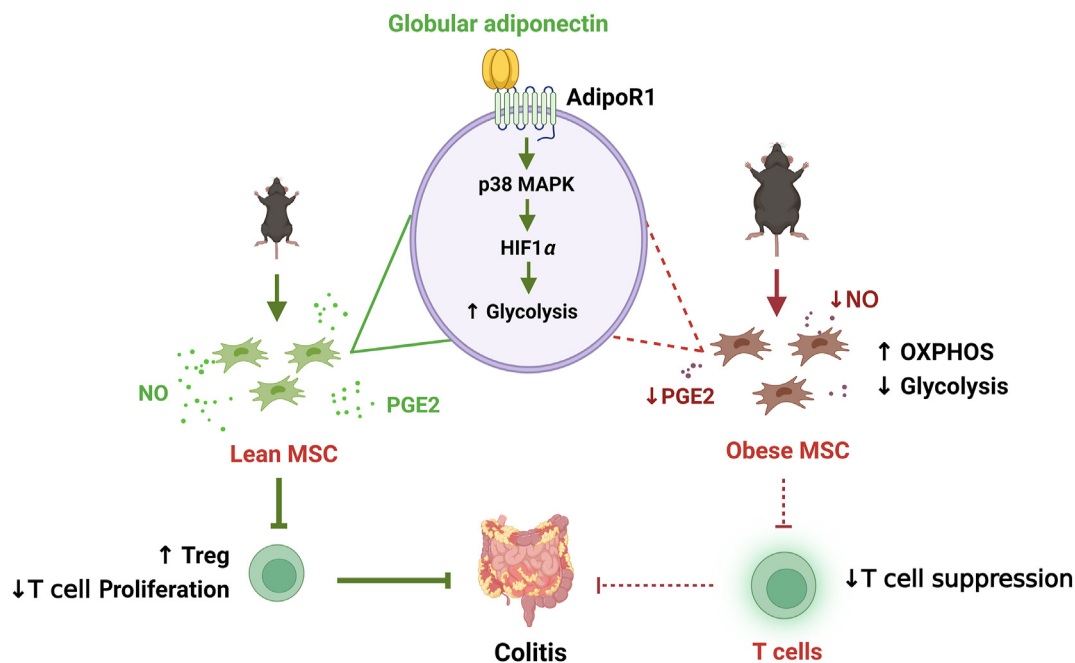 Globular adiponectin
AdipoR1
p38 MAPK
HIF1α
↑ Glycolysis
NO
PGE2
Lean MSC
↓NO
↑ OXPHOS
↓ Glycolysis
↓PGE2
Obese MSC
↑ Treg
↓T cell Proliferation
Colitis
↓T cell suppression
T cells